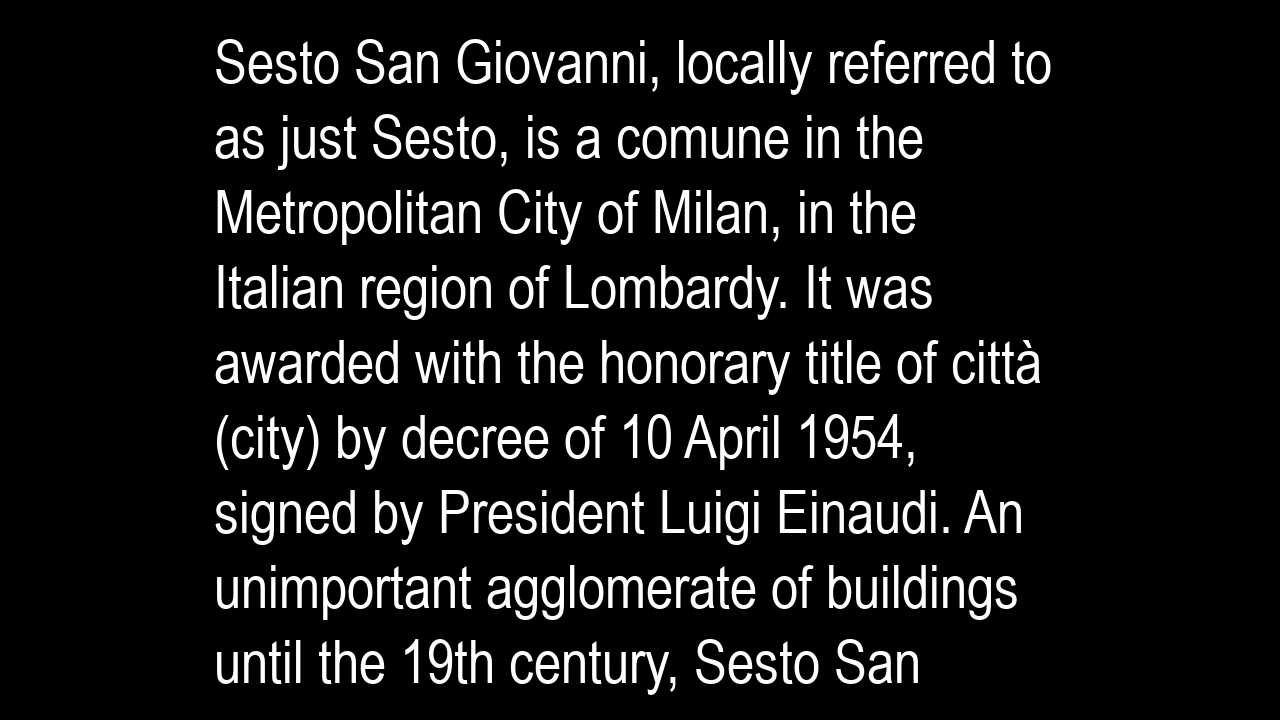 Sesto San Giovanni, locally referred to
as just Sesto, is a comune in the
Metropolitan City of Milan, in the
Italian region of Lombardy. It was
awarded with the honorary title of città
(city) by decree of 10 April 1954,
signed by President Luigi Einaudi. An
unimportant agglomerate of buildings
until the 19th century, Sesto San